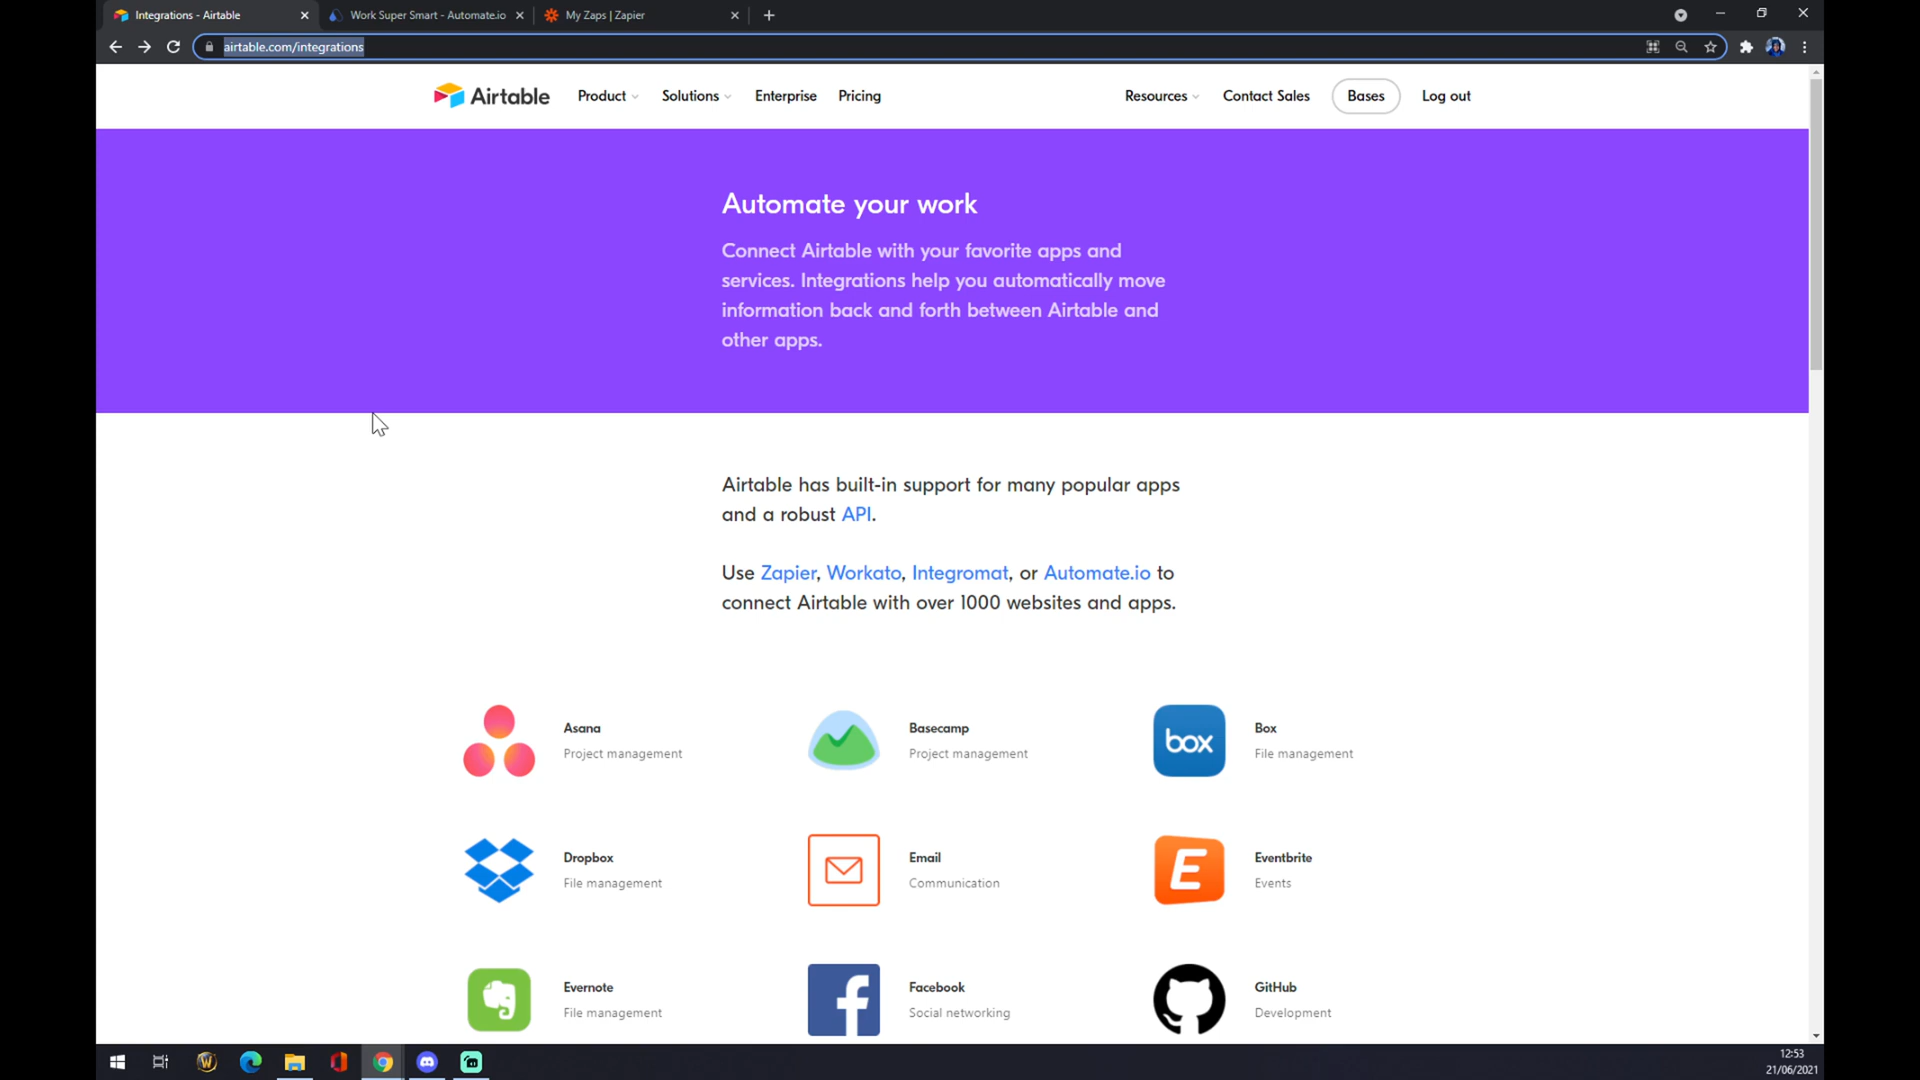 Integrations - Airtable
Work Super Smart - Automate.io
My Zaps | Zapier
airtable.com/integrations
Airtable
Product
Solutions
Enterprise
Pricing
Resources
Contact Sales
Bases
Log out
Automate your work
Connect Airtable with your favorite apps and
services. Integrations help you automatically move
information back and forth between Airtable and
other apps.
Airtable has built-in support for many popular apps
and a robust API.
Use Zapier, Workato, Integromat, or Automate.io to
connect Airtable with over 1000 websites and apps.
Asana
Project management
Basecamp
Project management
box
Box
File management
Dropbox
File management
Email
Communication
E
Eventbrite
Events
Evernote
File management
f
Facebook
Social networking
GitHub
Development
W
12:53
21/06/2021